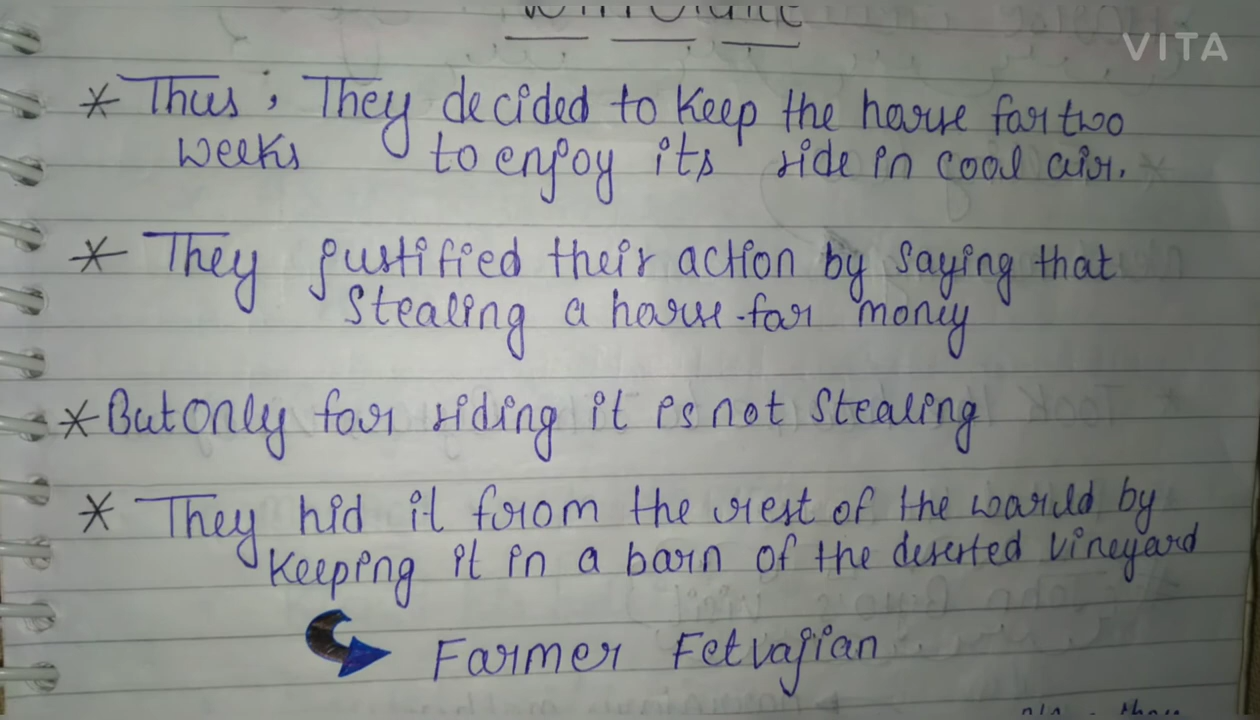 VITA
* Thus, They decided to keep the horse for two
weeks to enjoy its ride in cool air.
* They justified their action by saying that
Stealing a horse for money
* But only for riding it is not stealing
* They hid it from the rest of the world by
Keeping it in a barn of the deserted vineyard
Farmer Fetvajian